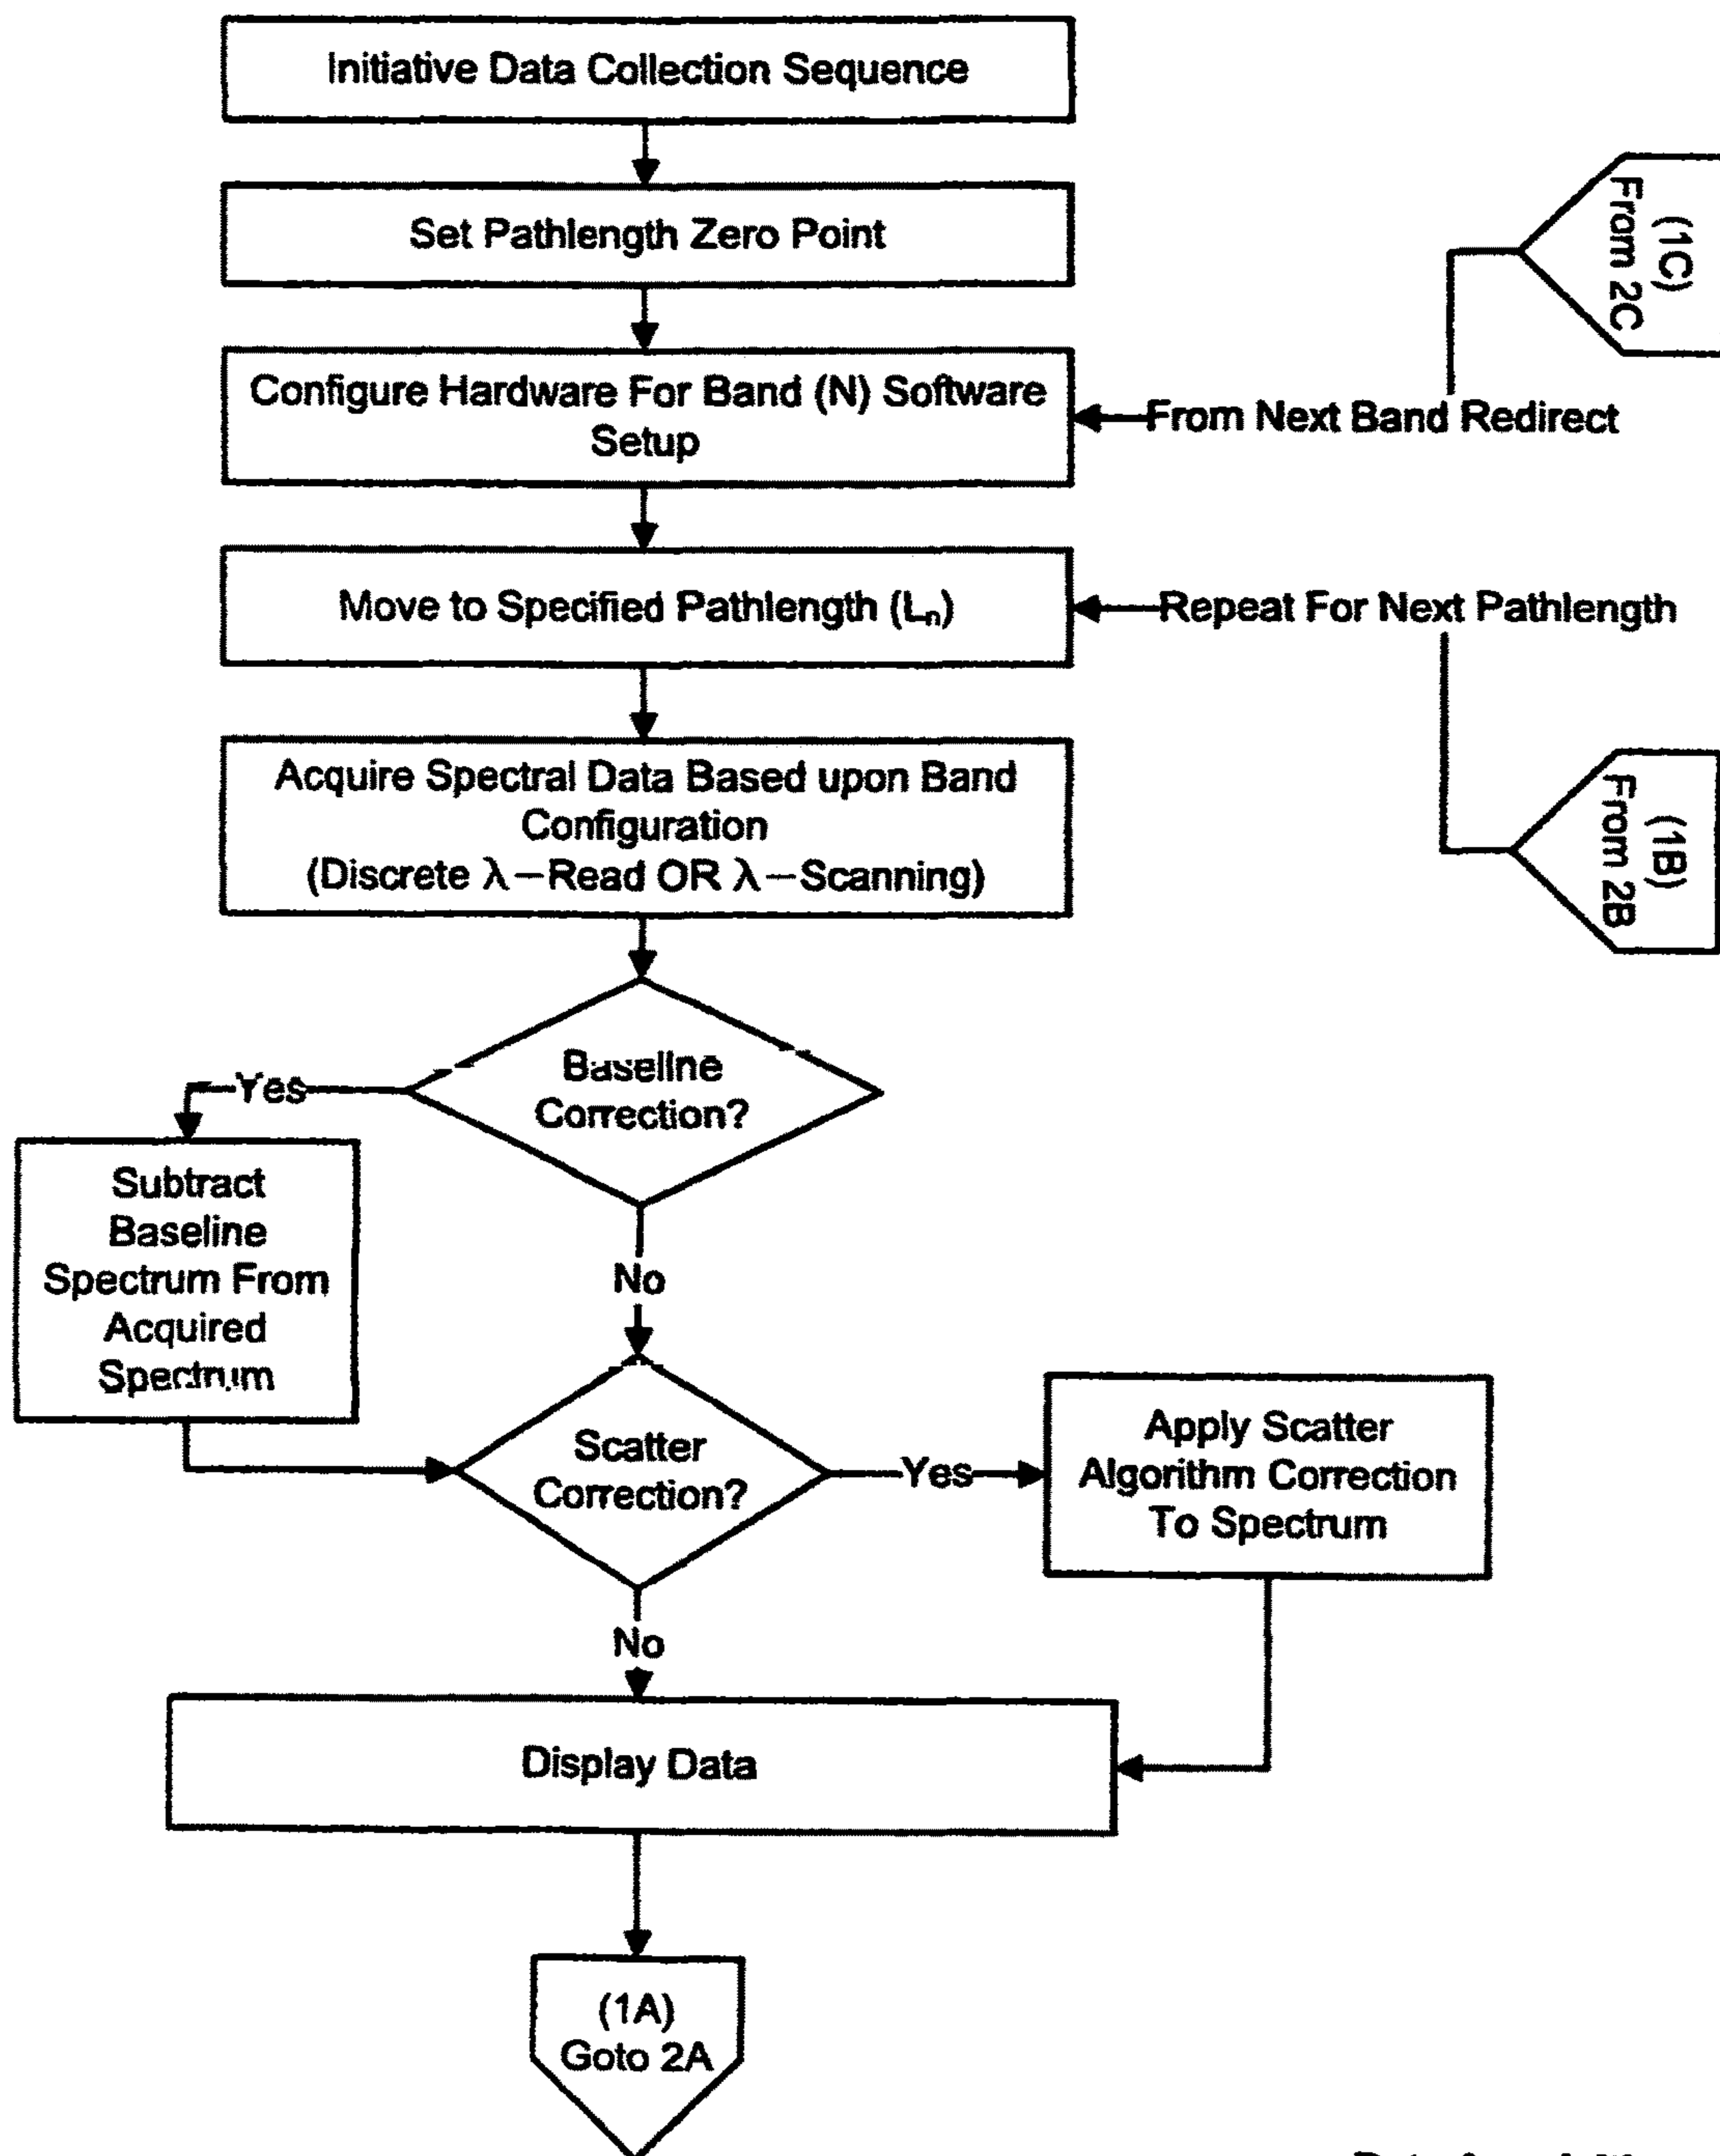 Initiative Data Collection Sequence
Set Pathlength Zero Point
(1C)
From 2C
Configure Hardware For Band (N) Software
Setup
From Next Band Redirect
Move to Specified Pathlength (Lₙ)
Repeat For Next Pathlength
Acquire Spectral Data Based upon Band
Configuration
(Discrete λ–Read OR λ–Scanning)
(1B)
From 2B
Baseline
Correction?
Yes
Subtract
Baseline
Spectrum From
Acquired
Spectrum
No
Scatter
Correction?
Yes
Apply Scatter
Algorithm Correction
To Spectrum
No
Display Data
(1A)
Goto 2A